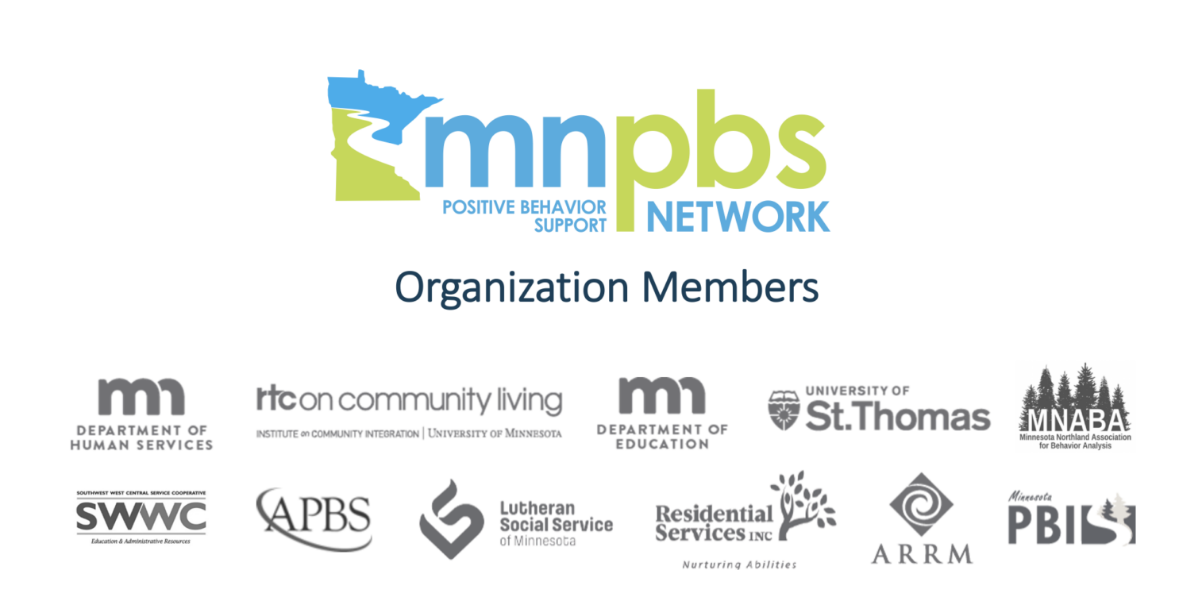 mnpbs
POSITIVE BEHAVIOR
SUPPORT
NETWORK
Organization Members
mn
DEPARTMENT OF
HUMAN SERVICES
rtc on community living
INSTITUTE on COMMUNITY INTEGRATION | UNIVERSITY OF MINNESOTA
mn
DEPARTMENT OF
EDUCATION
UNIVERSITY OF
St.Thomas
MNABA
Minnesota Northland Association
for Behavior Analysis
SOUTHWEST WEST CENTRAL SERVICE COOPERATIVE
SWWC
Education & Administrative Resources
APBS
Lutheran
Social Service
of Minnesota
Residential
Services INC
Nurturing Abilities
ARRM
Minnesota
PBIS